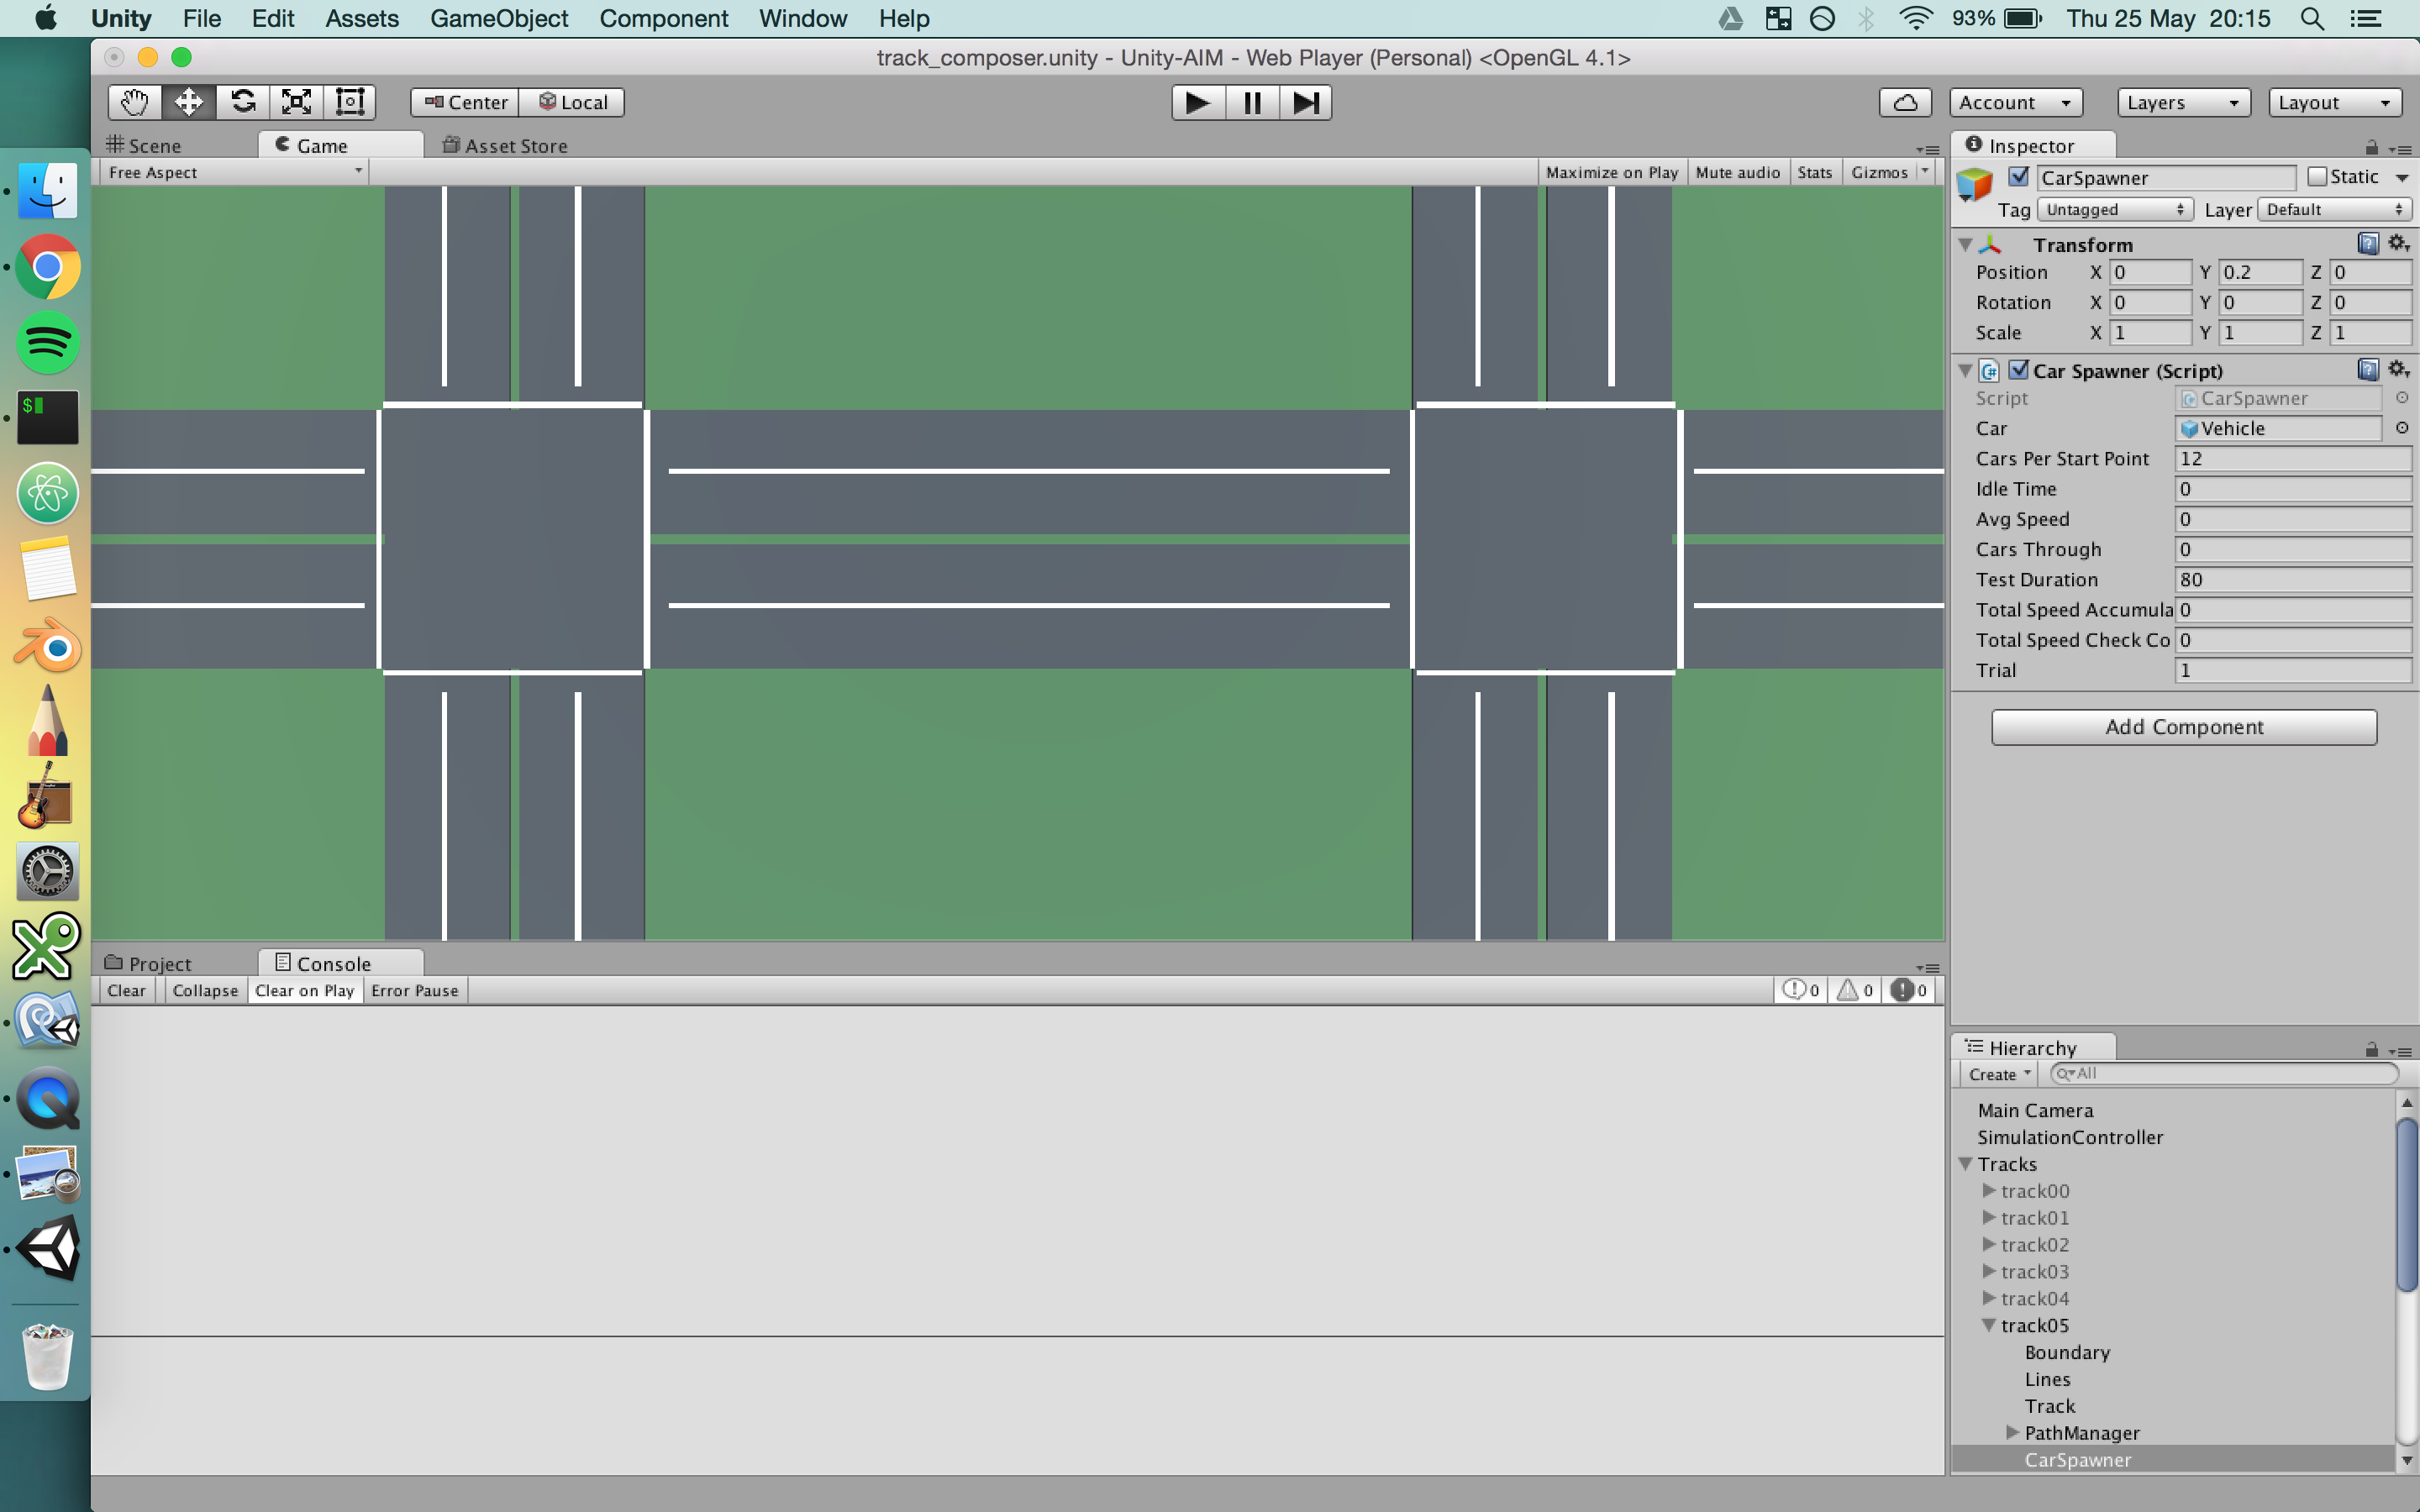 Unity File Edit Assets GameObject Component Window Help 93% Thu 25 May 20:15
track_composer.unity - Unity-AIM - Web Player (Personal) <OpenGL 4.1>
Center Local Account Layers Layout
Scene Game Asset Store
Free Aspect Maximize on Play Mute audio Stats Gizmos
Inspector
CarSpawner Static
Tag Untagged Layer Default
Transform
Position X 0 Y 0.2 Z 0
Rotation X 0 Y 0 Z 0
Scale X 1 Y 1 Z 1
Car Spawner (Script)
Script CarSpawner
Car Vehicle
Cars Per Start Point 12
Idle Time 0
Avg Speed 0
Cars Through 0
Test Duration 80
Total Speed Accumula 0
Total Speed Check Co 0
Trial 1
Add Component
Project Console
Clear Collapse Clear on Play Error Pause 0 0 0
Hierarchy
Create All
Main Camera
SimulationController
Tracks
track00
track01
track02
track03
track04
track05
Boundary
Lines
Track
PathManager
CarSpawner